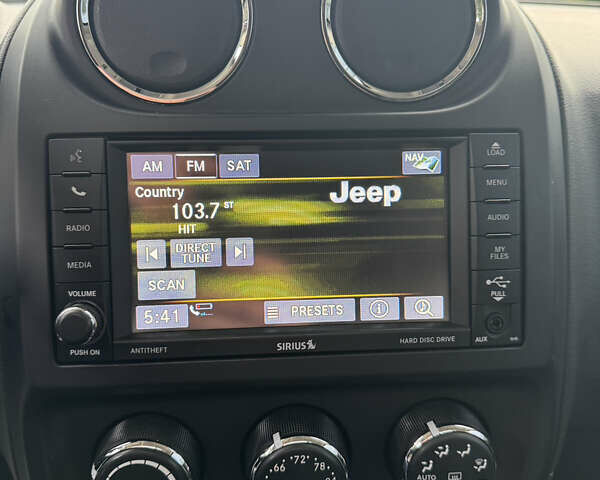 AM FM SAT NAV
Country
Jeep
103.7 ST
HIT
DIRECT
TUNE
SCAN
5:41 PRESETS
RADIO
MEDIA
VOLUME
PUSH ON
LOAD
MENU
AUDIO
MY
FILES
PULL
AUX
ANTITHEFT SIRIUS HARD DISC DRIVE
66 72 78
AUTO